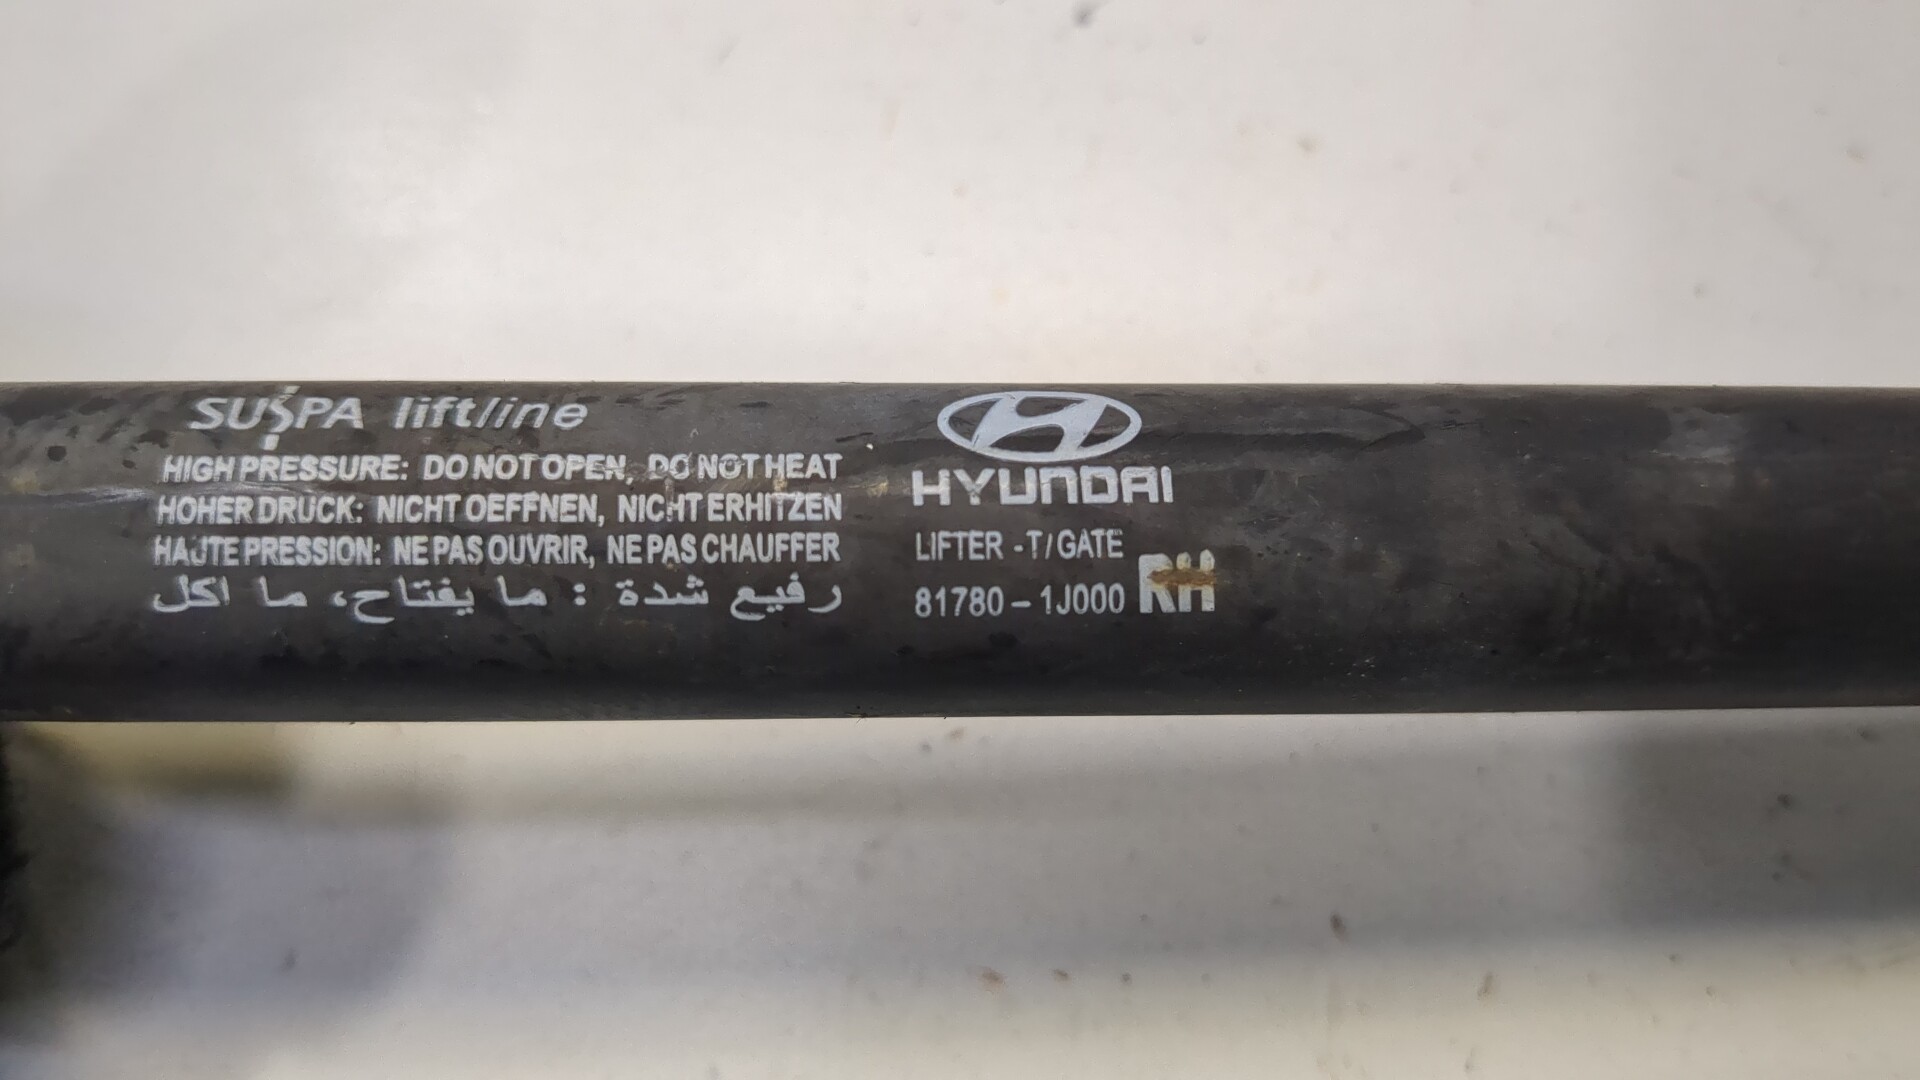 SUSPA liftline
HIGH PRESSURE: DO NOT OPEN, DO NOT HEAT
HOHER DRUCK: NICHT OEFFNEN, NICHT ERHITZEN
HAUTE PRESSION: NE PAS OUVRIR, NE PAS CHAUFFER
رفيع شدة : ما يفتاح، ما اكل
HYUNDAI
LIFTER -T/GATE
81780-1J000 RH